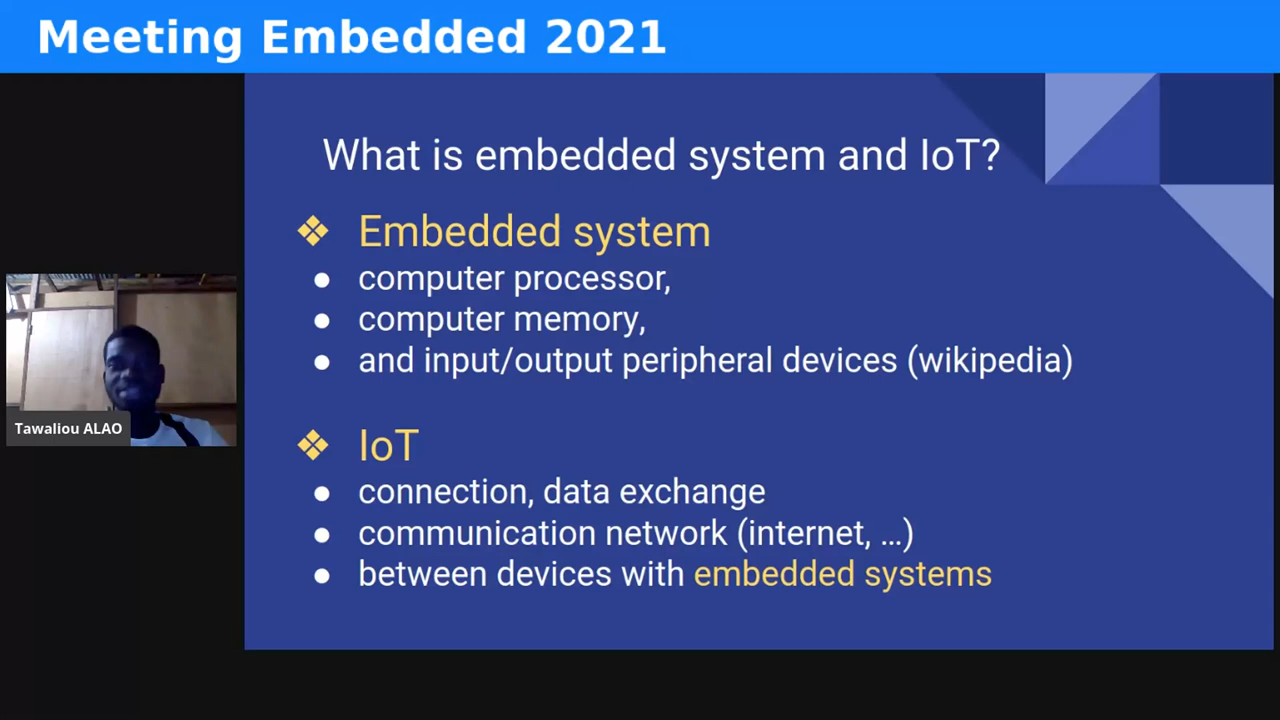 Meeting Embedded 2021
What is embedded system and IoT?
❖ Embedded system
● computer processor,
● computer memory,
● and input/output peripheral devices (wikipedia)
❖ IoT
● connection, data exchange
● communication network (internet, …)
● between devices with embedded systems
Tawaliou ALAO